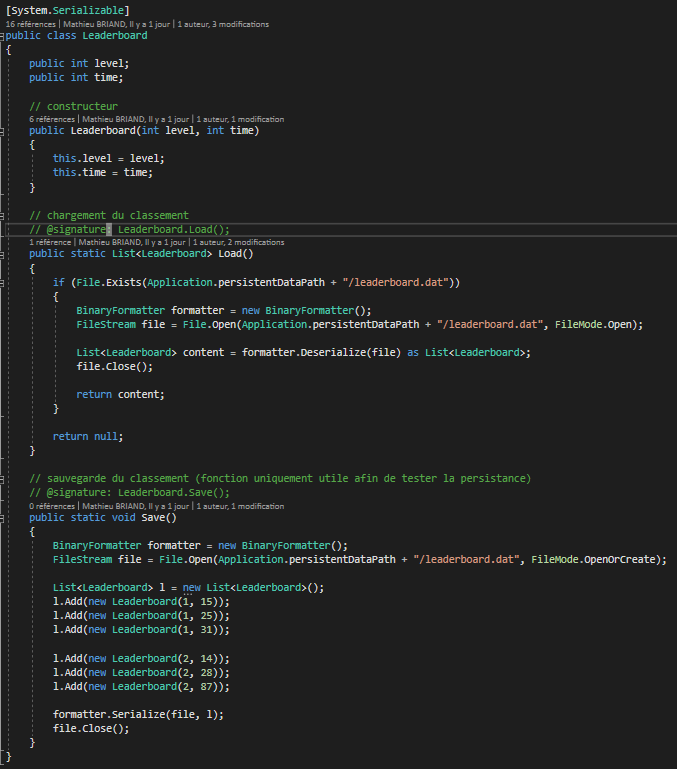 [System.Serializable]
16 références | Mathieu BRIAND, Il y a 1 jour | 1 auteur, 3 modifications
public class Leaderboard
{
public int level;
public int time;
// constructeur
6 références | Mathieu BRIAND, Il y a 1 jour | 1 auteur, 1 modification
public Leaderboard(int level, int time)
{
this.level = level;
this.time = time;
}
// chargement du classement
// @signature: Leaderboard.Load();
1 référence | Mathieu BRIAND, Il y a 1 jour | 1 auteur, 2 modifications
public static List<Leaderboard> Load()
{
if (File.Exists(Application.persistentDataPath + "/leaderboard.dat"))
{
BinaryFormatter formatter = new BinaryFormatter();
FileStream file = File.Open(Application.persistentDataPath + "/leaderboard.dat", FileMode.Open);
List<Leaderboard> content = formatter.Deserialize(file) as List<Leaderboard>;
file.Close();
return content;
}
return null;
}
// sauvegarde du classement (fonction uniquement utile afin de tester la persistance)
// @signature: Leaderboard.Save();
0 références | Mathieu BRIAND, Il y a 1 jour | 1 auteur, 1 modification
public static void Save()
{
BinaryFormatter formatter = new BinaryFormatter();
FileStream file = File.Open(Application.persistentDataPath + "/leaderboard.dat", FileMode.OpenOrCreate);
List<Leaderboard> l = new List<Leaderboard>();
l.Add(new Leaderboard(1, 15));
l.Add(new Leaderboard(1, 25));
l.Add(new Leaderboard(1, 31));
l.Add(new Leaderboard(2, 14));
l.Add(new Leaderboard(2, 28));
l.Add(new Leaderboard(2, 87));
formatter.Serialize(file, l);
file.Close();
}
}